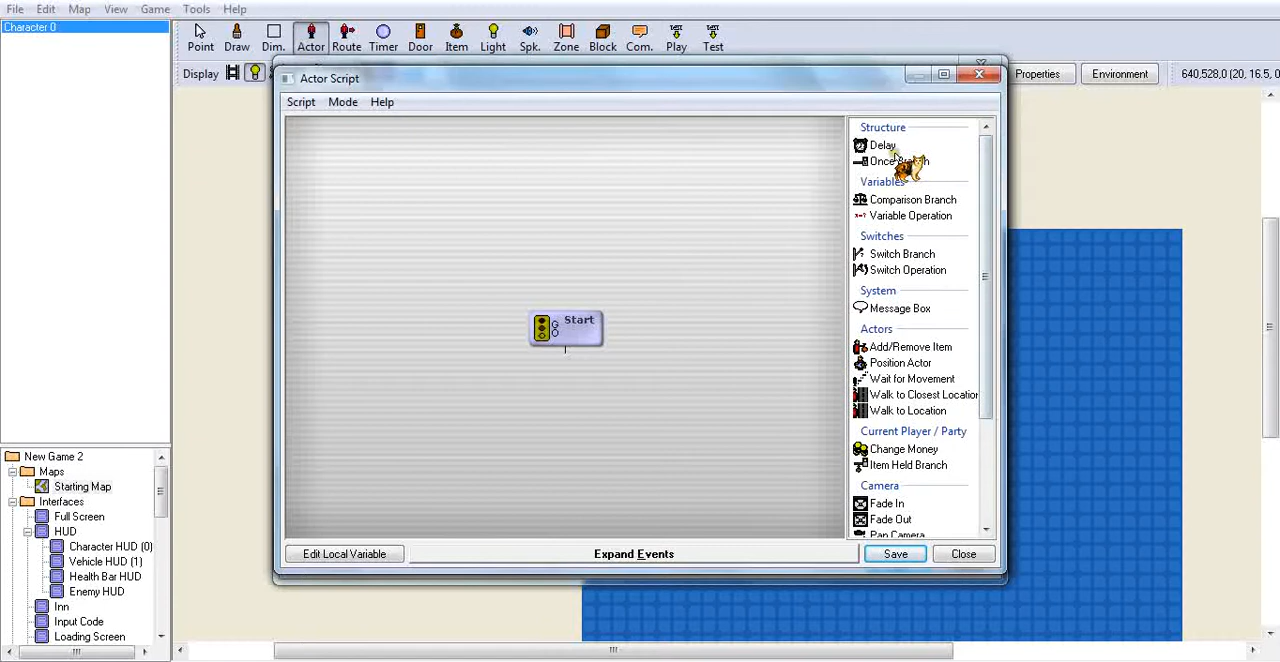 File Edit Map View Game Tools Help
Character 0
Point Draw Dim. Actor Route Timer Door Item Light Spk. Zone Block Com. Play Test
Display
Properties Environment 640,528,0 (20, 16.5, 0
Actor Script
Script Mode Help
Start
GO
Structure
Delay
Once Branch
Variables
Comparison Branch
Variable Operation
Switches
Switch Branch
Switch Operation
System
Message Box
Actors
Add/Remove Item
Position Actor
Wait for Movement
Walk to Closest Location
Walk to Location
Current Player / Party
Change Money
Item Held Branch
Camera
Fade In
Fade Out
Pan Camera
Edit Local Variable Expand Events Save Close
New Game 2
Maps
Starting Map
Interfaces
Full Screen
HUD
Character HUD (0)
Vehicle HUD (1)
Health Bar HUD
Enemy HUD
Inn
Input Code
Loading Screen